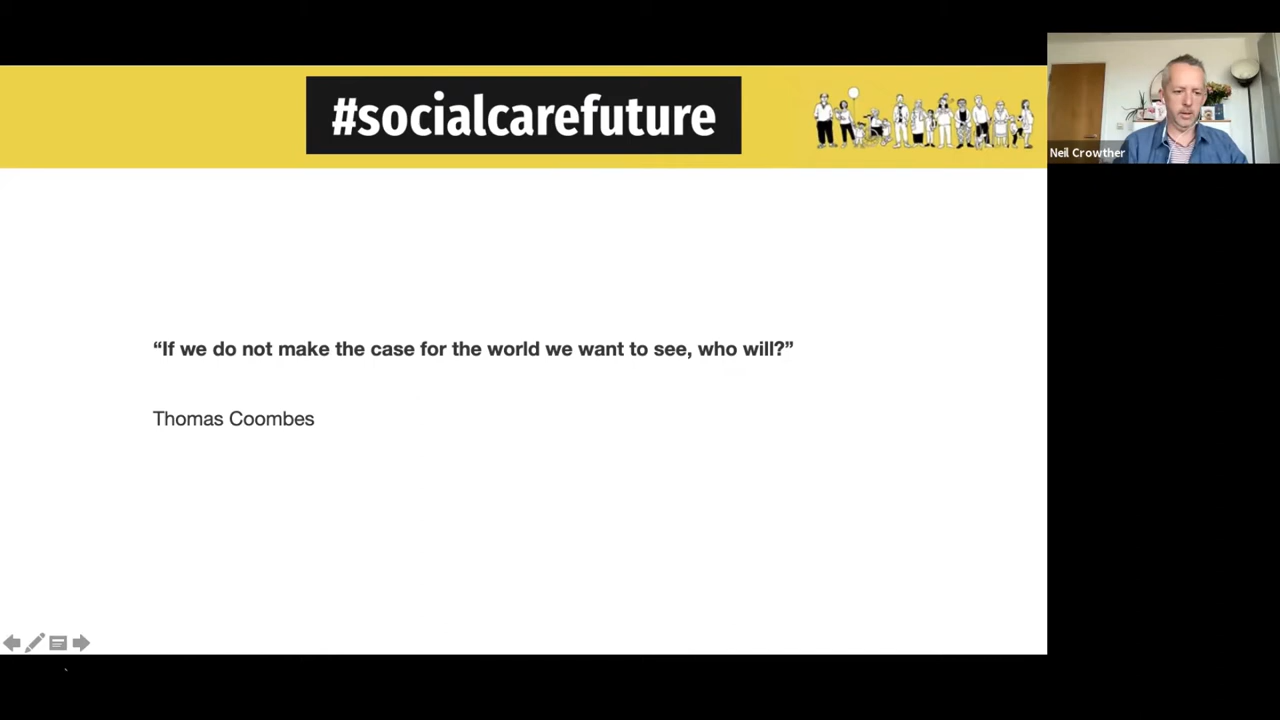 #socialcarefuture
Neil Crowther
“If we do not make the case for the world we want to see, who will?”
Thomas Coombes